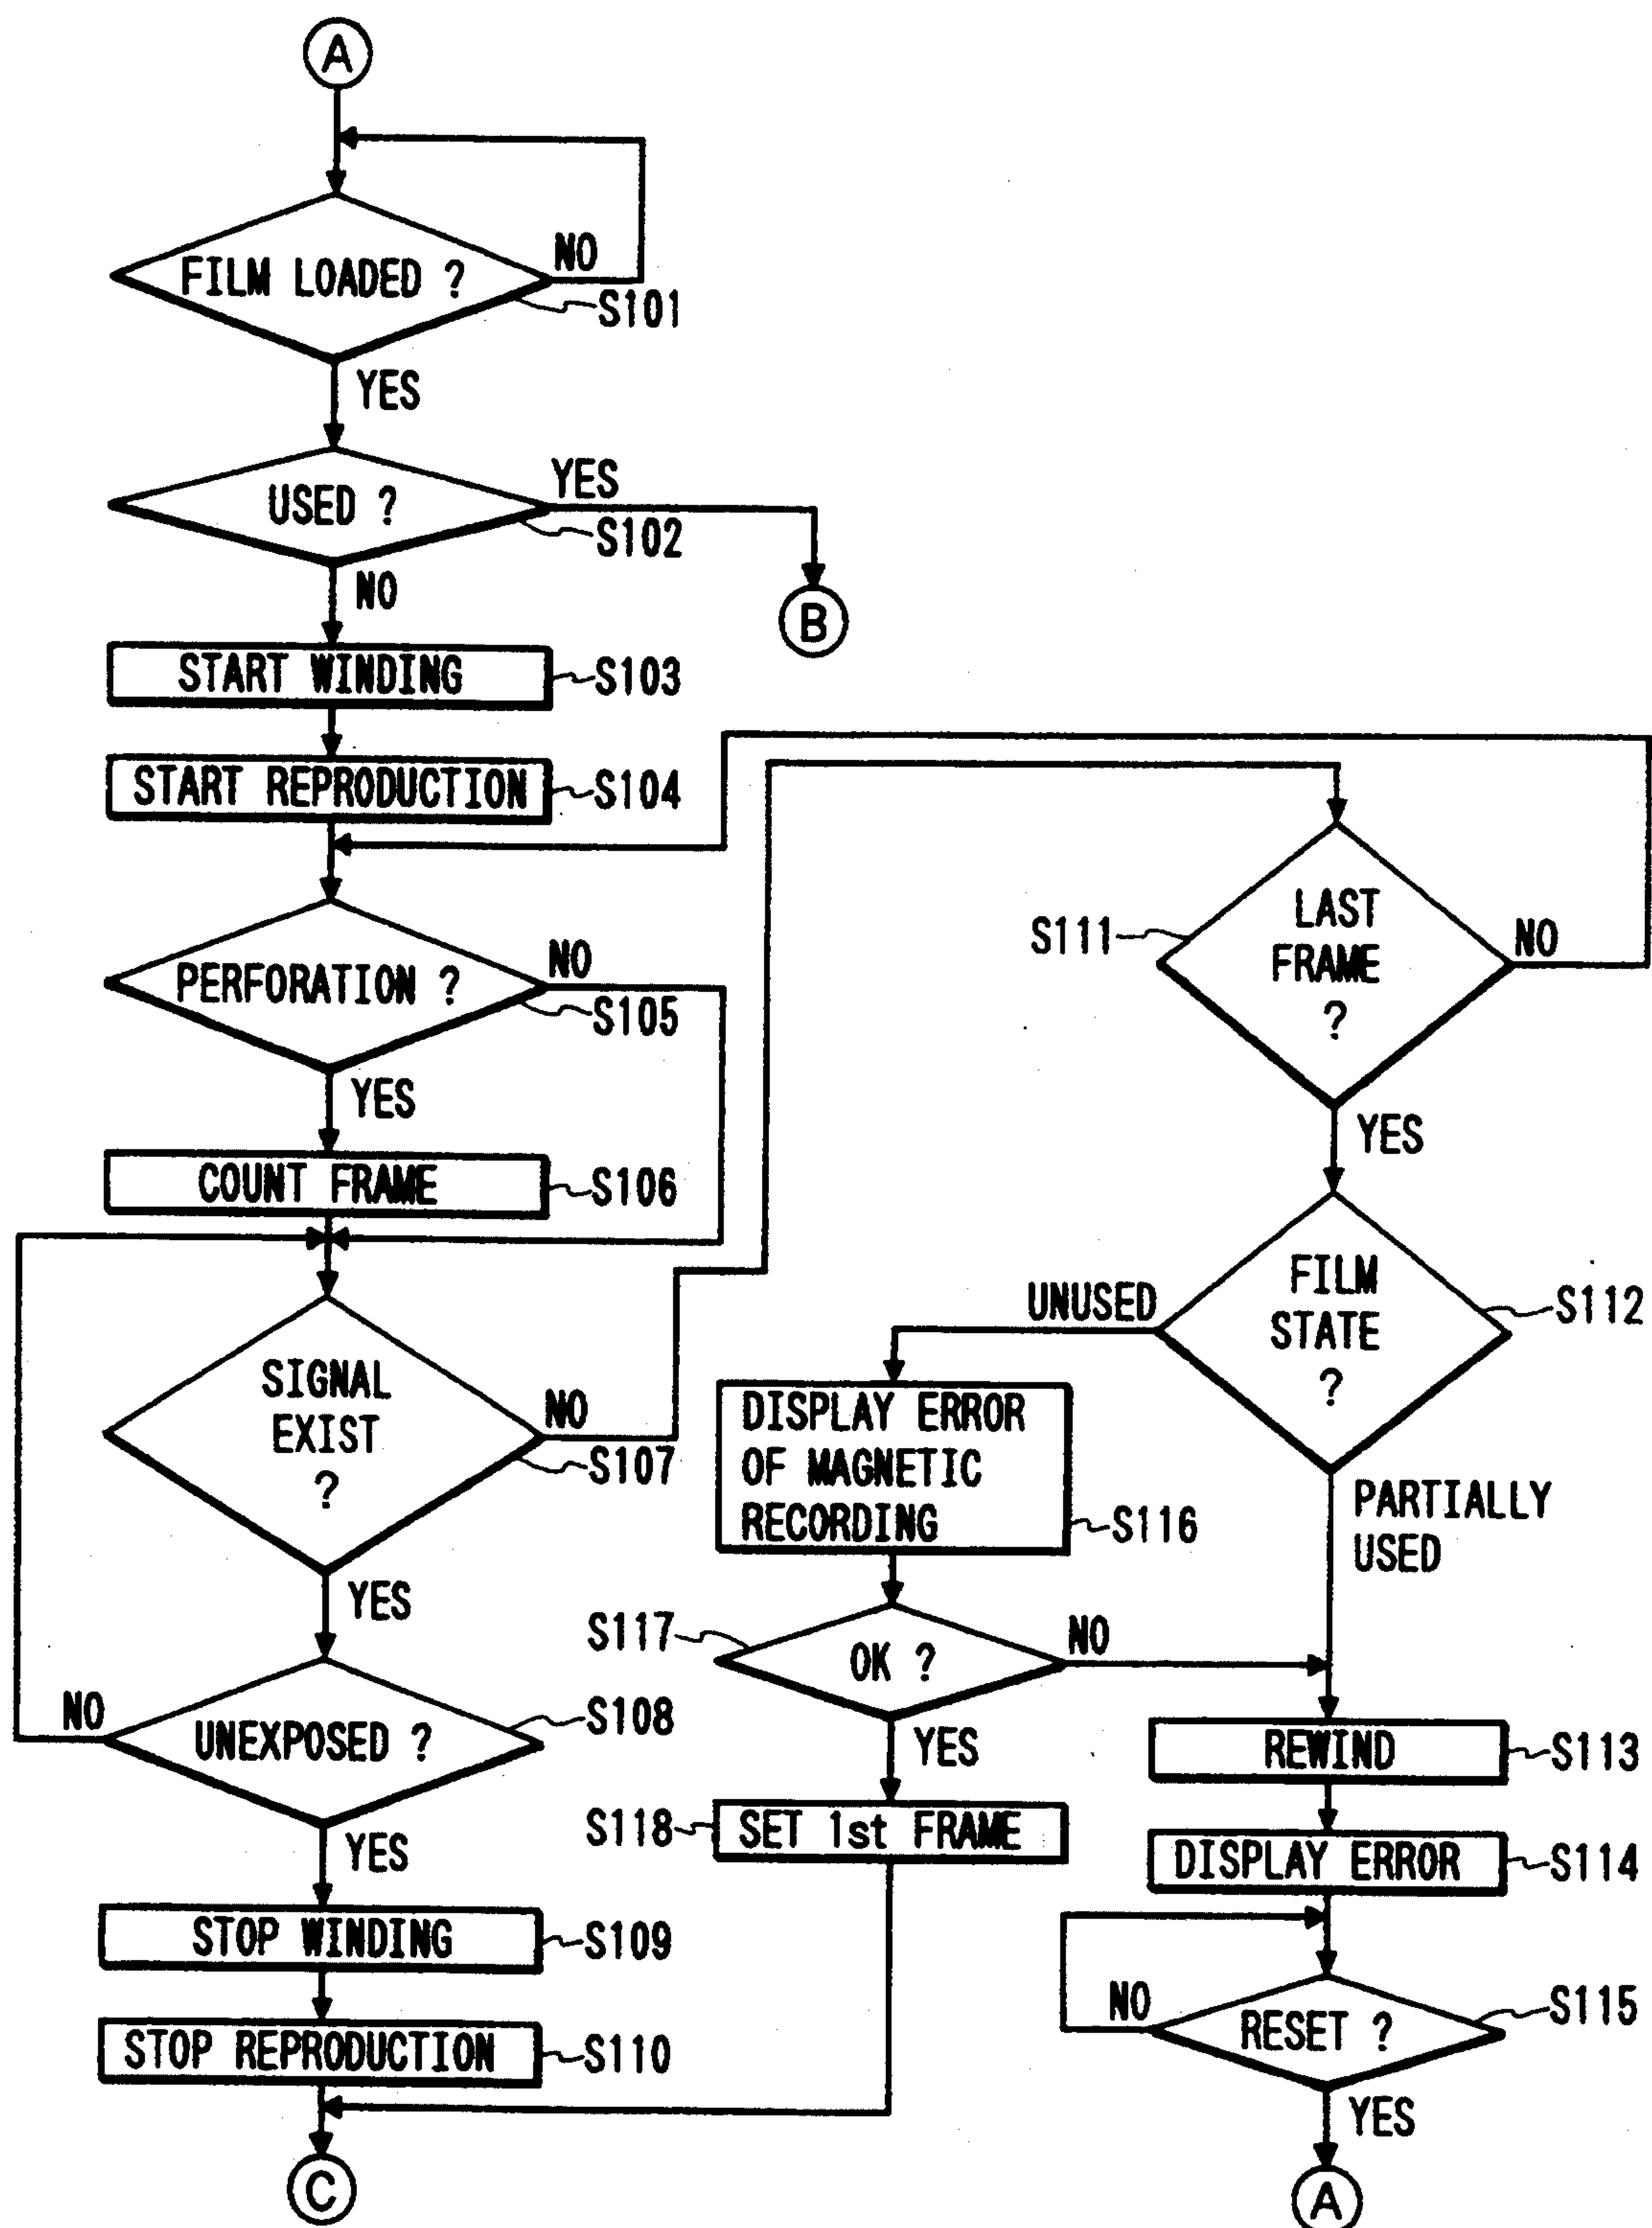 A
FILM LOADED ?
NO
S101
YES
USED ?
YES
S102
NO
B
START WINDING
S103
START REPRODUCTION
S104
PERFORATION ?
NO
S105
YES
COUNT FRAME
S106
SIGNAL
EXIST
?
NO
S107
YES
UNEXPOSED ?
NO
S108
YES
STOP WINDING
S109
STOP REPRODUCTION
S110
C
LAST
FRAME
?
S111
NO
YES
FILM
STATE
?
S112
UNUSED
PARTIALLY
USED
DISPLAY ERROR
OF MAGNETIC
RECORDING
S116
S117
OK ?
NO
YES
S118
SET 1st FRAME
REWIND
S113
DISPLAY ERROR
S114
RESET ?
NO
S115
YES
A